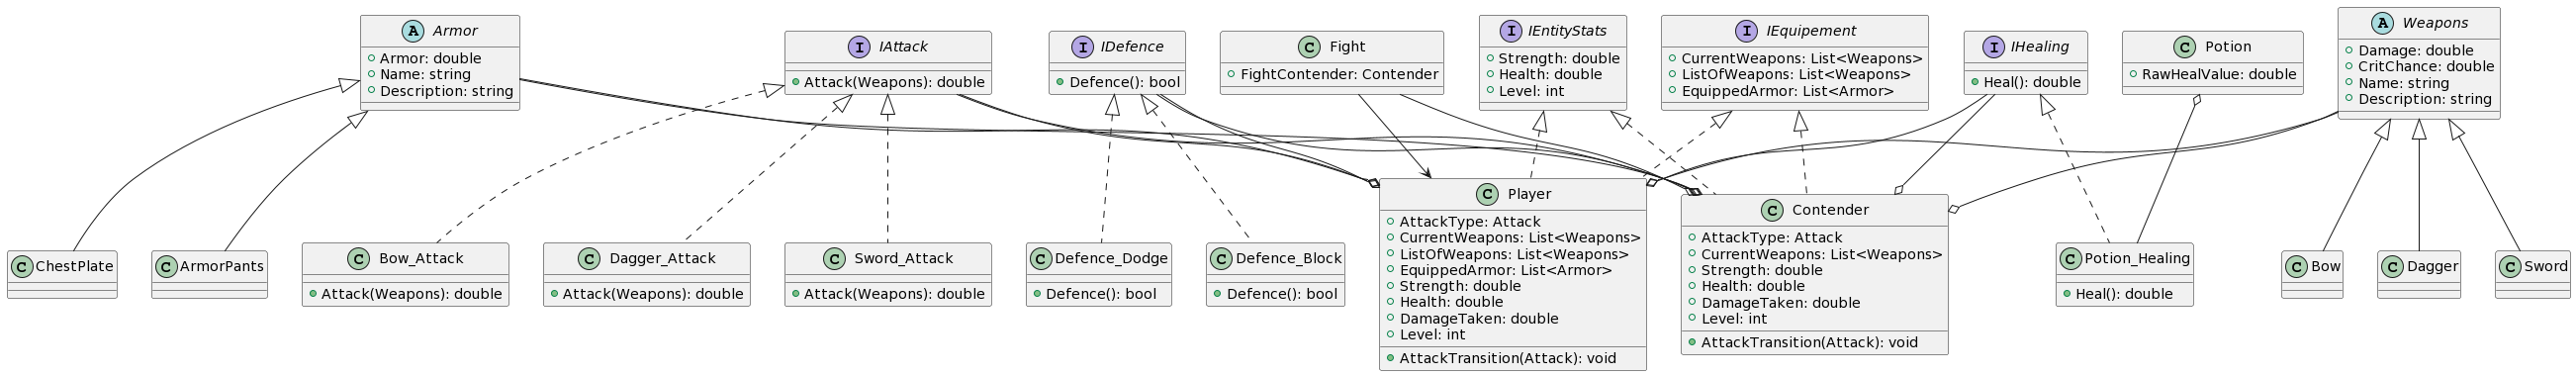 A Armor
Armor: double
Name: string
Description: string
I IAttack
Attack(Weapons): double
I IDefence
Defence(): bool
C Fight
FightContender: Contender
I IEntityStats
Strength: double
Health: double
Level: int
I IEquipement
CurrentWeapons: List<Weapons>
ListOfWeapons: List<Weapons>
EquippedArmor: List<Armor>
I IHealing
Heal(): double
C Potion
RawHealValue: double
A Weapons
Damage: double
CritChance: double
Name: string
Description: string
C ChestPlate
C ArmorPants
C Bow_Attack
Attack(Weapons): double
C Dagger_Attack
Attack(Weapons): double
C Sword_Attack
Attack(Weapons): double
C Defence_Dodge
Defence(): bool
C Defence_Block
Defence(): bool
C Player
AttackType: Attack
CurrentWeapons: List<Weapons>
ListOfWeapons: List<Weapons>
EquippedArmor: List<Armor>
Strength: double
Health: double
DamageTaken: double
Level: int
AttackTransition(Attack): void
C Contender
AttackType: Attack
CurrentWeapons: List<Weapons>
Strength: double
Health: double
DamageTaken: double
Level: int
AttackTransition(Attack): void
C Potion_Healing
Heal(): double
C Bow
C Dagger
C Sword